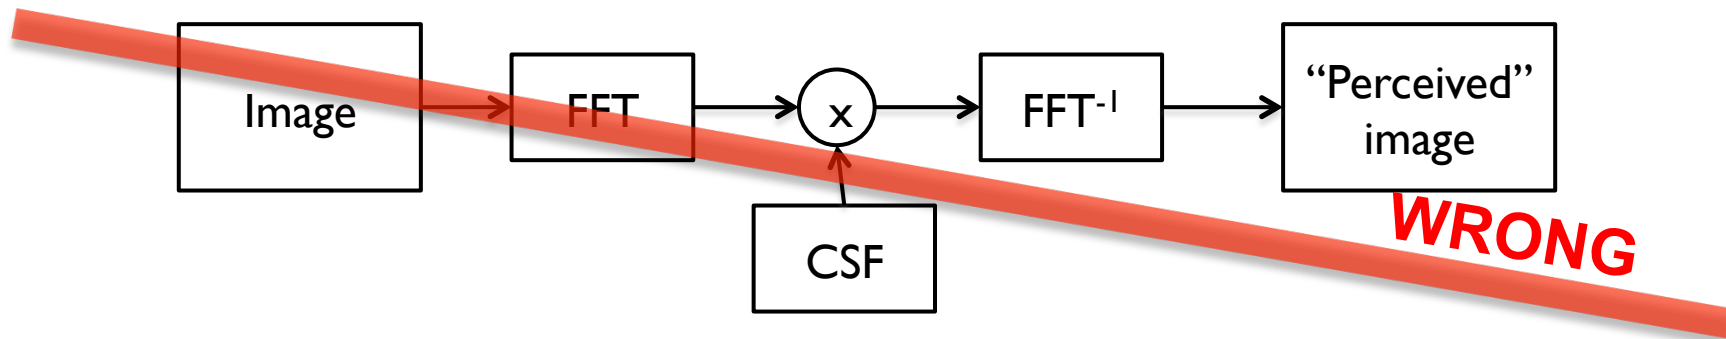 Image
FFT
x
FFT⁻¹
“Perceived”
image
CSF
WRONG